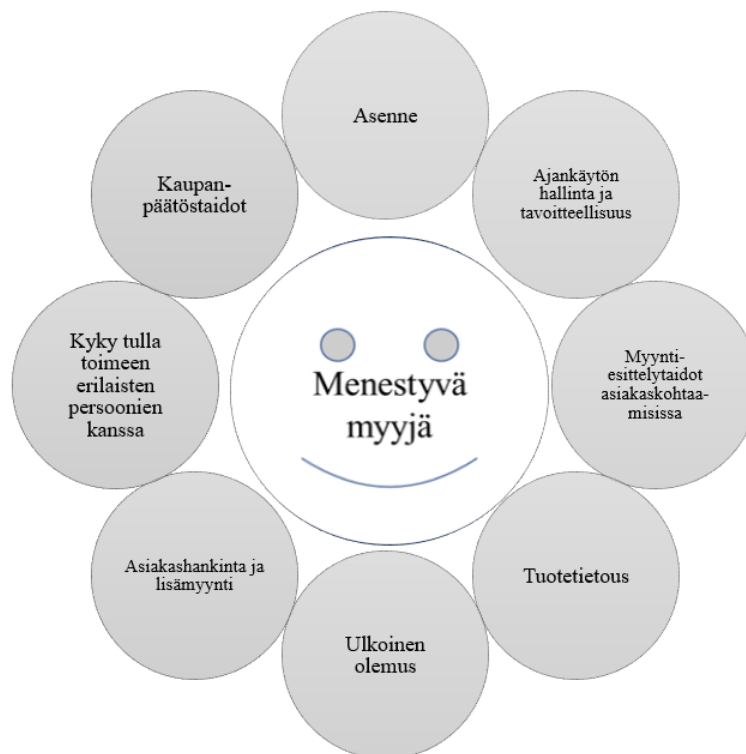 Asenne
Ajankäytön
hallinta ja
tavoitteellisuus
Myynti-
esittelytaidot
asiakaskohtaa-
misissa
Tuotetietous
Ulkoinen
olemus
Asiakashankinta ja
lisämyynti
Kyky tulla
toimeen
erilaisten
persoonien
kanssa
Kaupan-
päätöstaidot
Menestyvä
myyjä